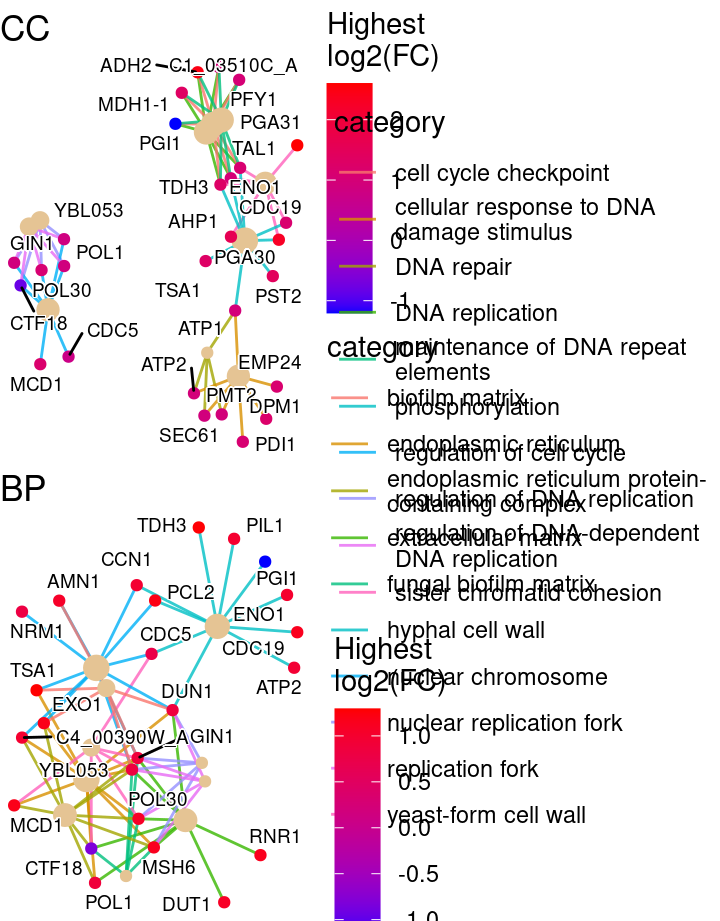 CC
ADH2
C1_03510C_A
MDH1-1
PFY1
PGA31
PGI1
TAL1
TDH3
ENO1
CDC19
AHP1
PGA30
TSA1
PST2
YBL053
GIN1
POL1
POL30
CTF18
CDC5
MCD1
ATP1
ATP2
EMP24
PMT2
DPM1
SEC61
PDI1
BP
TDH3
PIL1
CCN1
PGI1
AMN1
PCL2
ENO1
NRM1
CDC5
CDC19
TSA1
ATP2
DUN1
EXO1
C4_00390W_A
GIN1
YBL053
POL30
MCD1
RNR1
CTF18
MSH6
POL1
DUT1
Highest
log2(FC)
2
1
0
-1
category
cell cycle checkpoint
cellular response to DNA
damage stimulus
DNA repair
DNA replication
maintenance of DNA repeat
elements
phosphorylation
regulation of cell cycle
regulation of DNA replication
regulation of DNA-dependent
DNA replication
sister chromatid cohesion
category
biofilm matrix
endoplasmic reticulum
endoplasmic reticulum protein-
containing complex
extracellular matrix
fungal biofilm matrix
hyphal cell wall
nuclear chromosome
nuclear replication fork
replication fork
yeast-form cell wall
Highest
log2(FC)
1.0
0.5
0.0
-0.5
-1.0